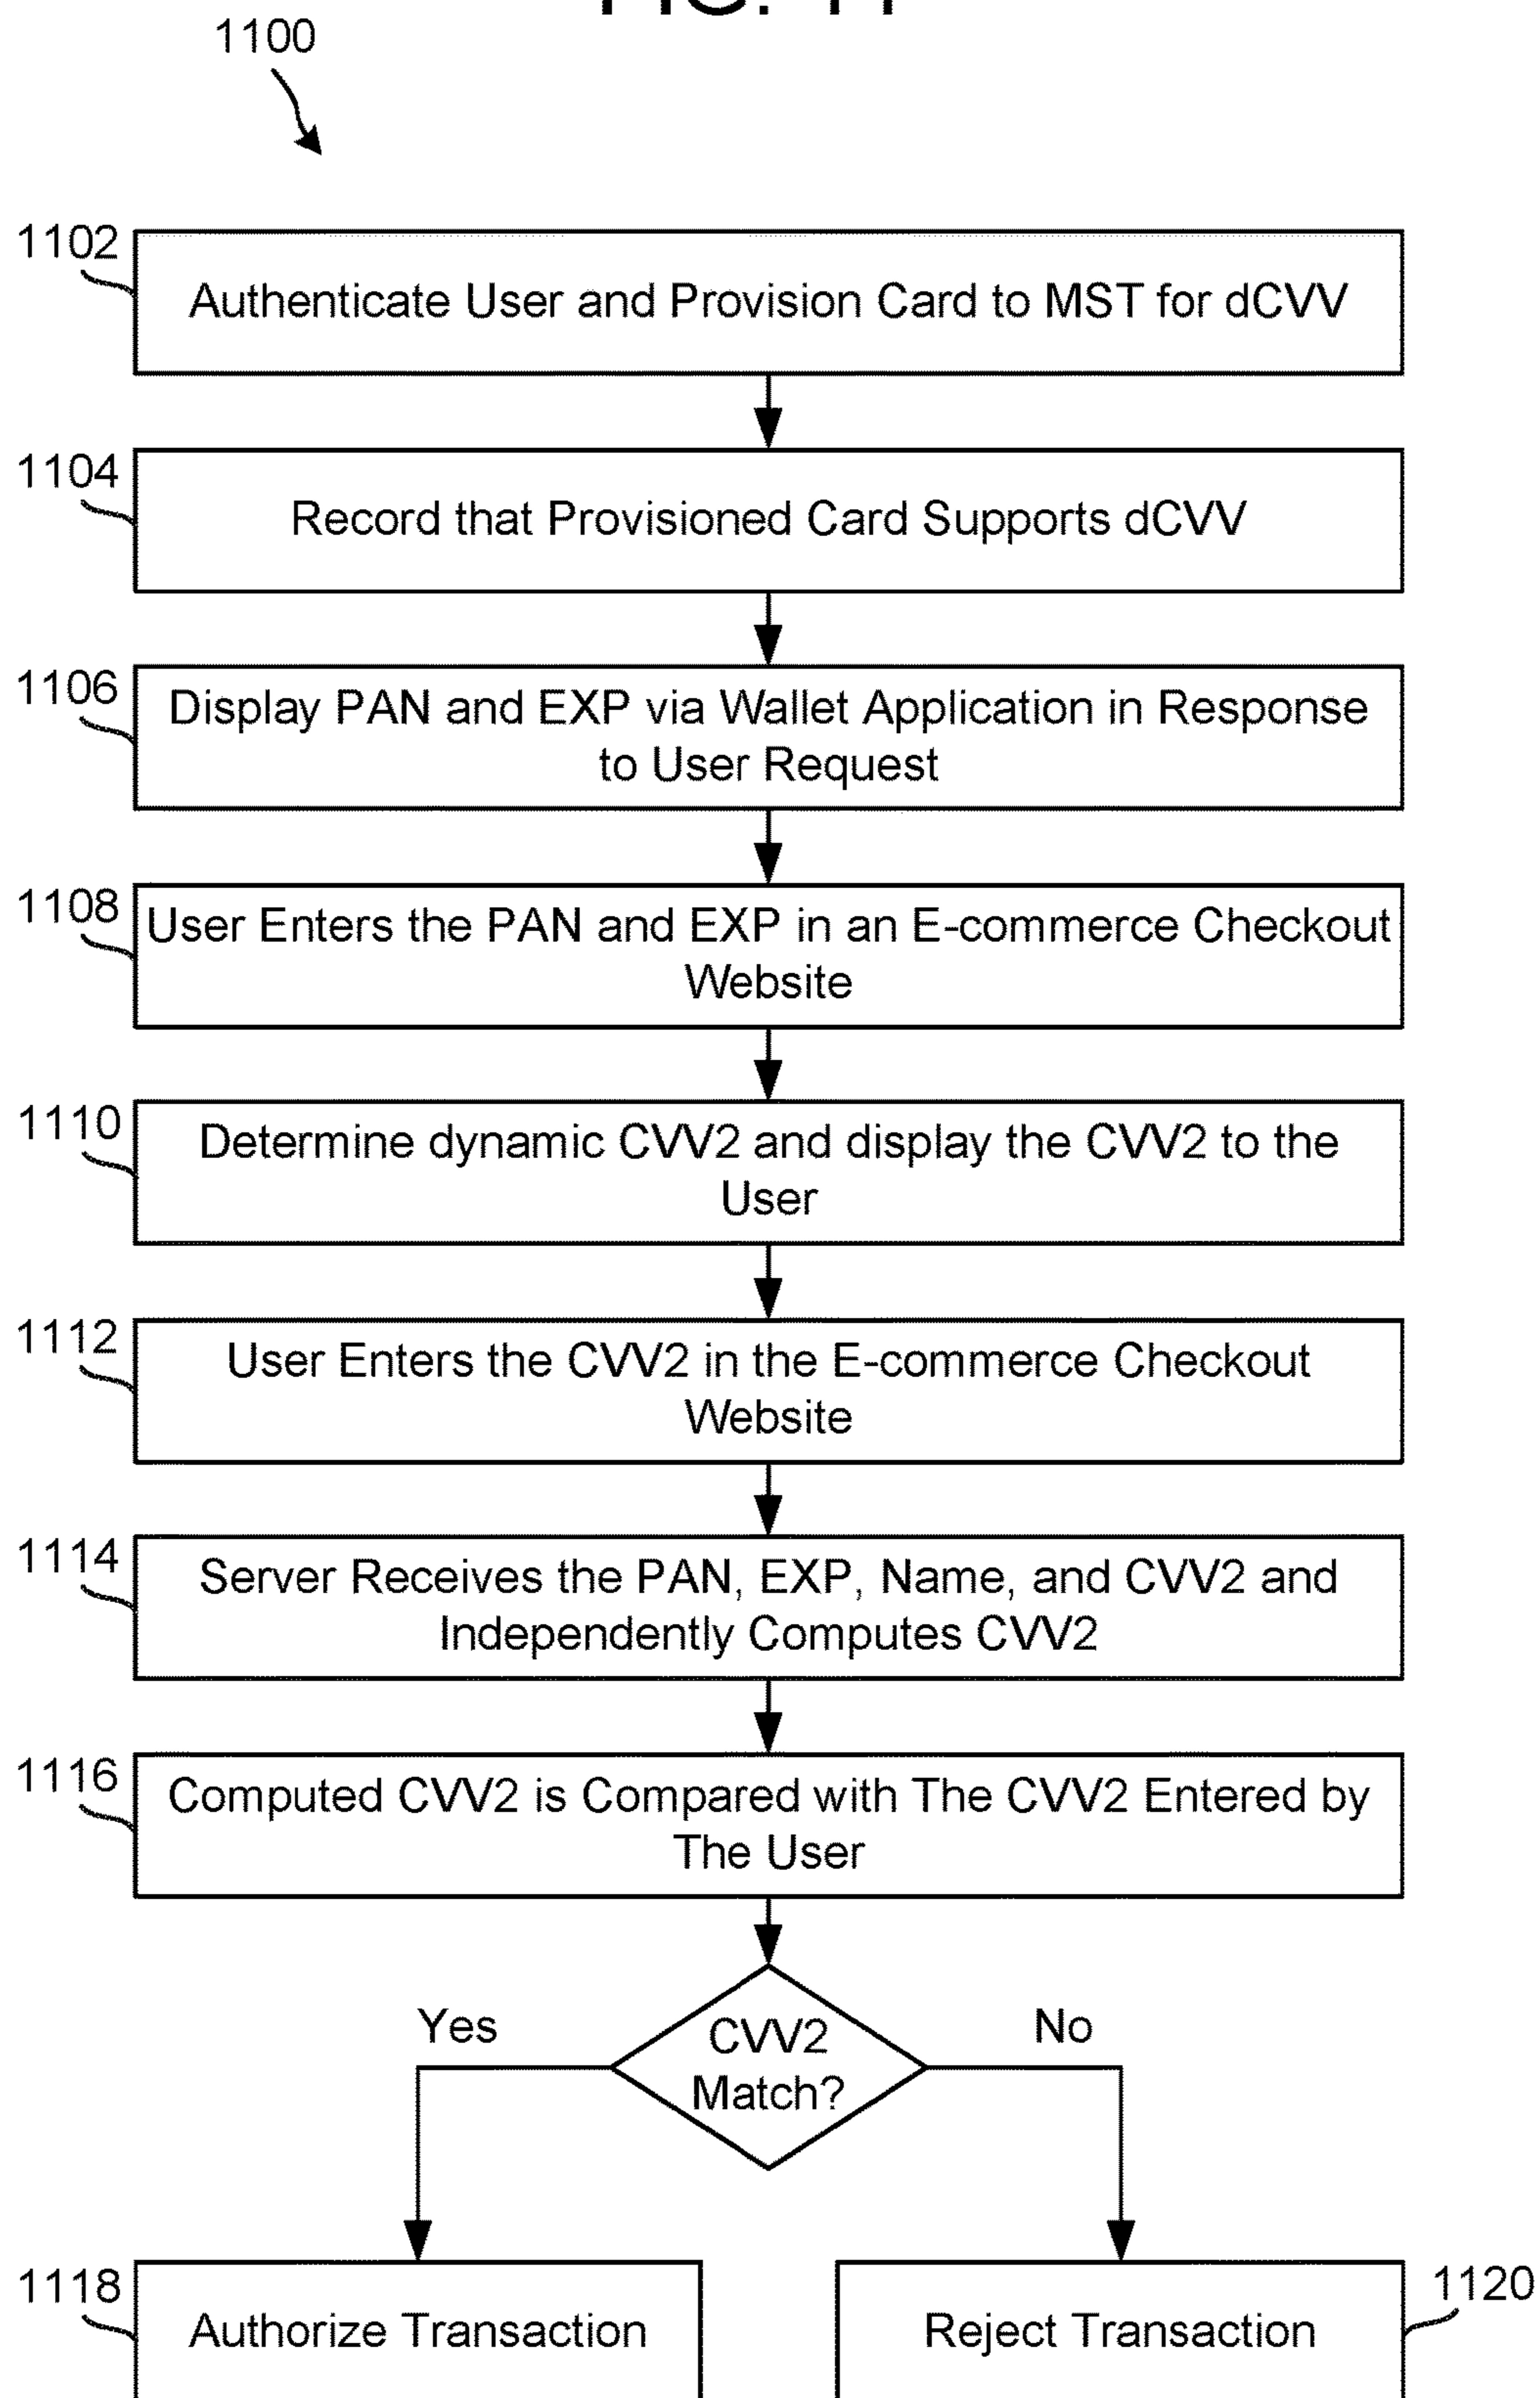 FIG. 11
1100
1102
Authenticate User and Provision Card to MST for dCVV
1104
Record that Provisioned Card Supports dCVV
1106
Display PAN and EXP via Wallet Application in Response
to User Request
1108
User Enters the PAN and EXP in an E-commerce Checkout
Website
1110
Determine dynamic CVV2 and display the CVV2 to the
User
1112
User Enters the CVV2 in the E-commerce Checkout
Website
1114
Server Receives the PAN, EXP, Name, and CVV2 and
Independently Computes CVV2
1116
Computed CVV2 is Compared with The CVV2 Entered by
The User
Yes
CVV2
Match?
No
1118
Authorize Transaction
Reject Transaction
1120